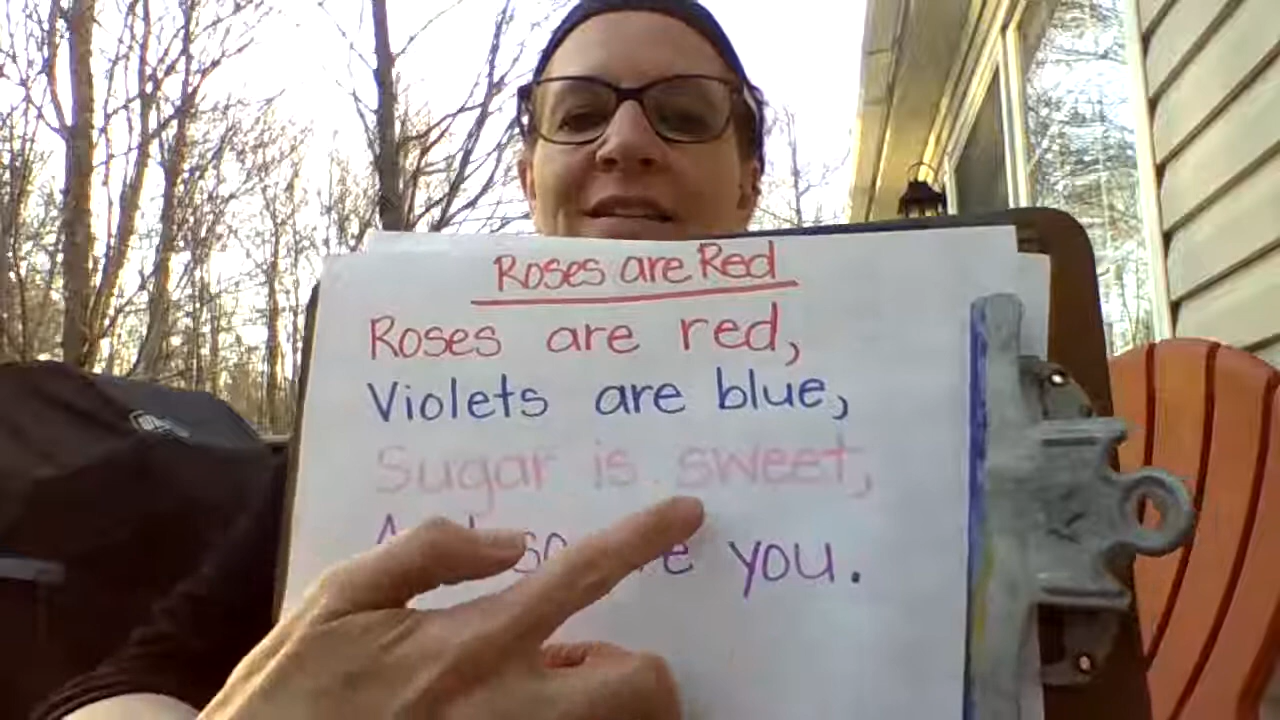 Roses are Red
Roses are red,
Violets are blue,
Sugar is sweet,
you.